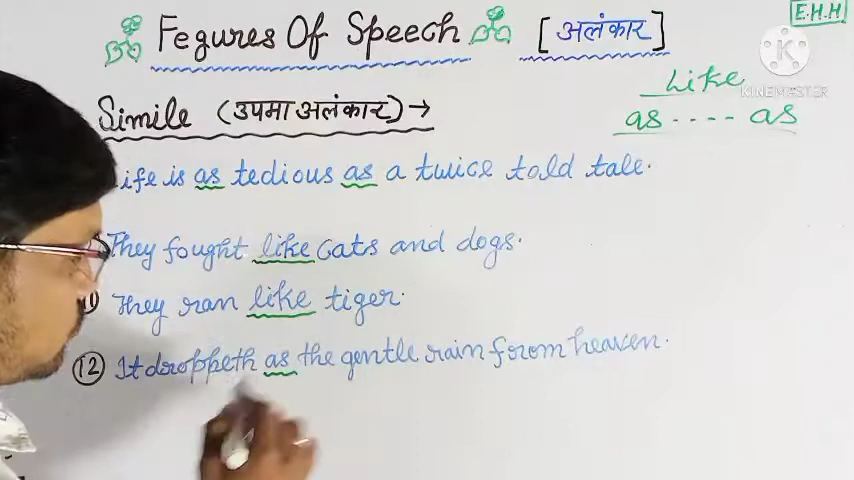 E.H.H
Fegures Of Speech [अलंकार]
KINEMASTER
Like
as ---- as
Simile (उपमा अलंकार) →
life is as tedious as a twice told tale.
They fought like cats and dogs.
They ran like tiger.
12 It droppeth as the gentle rain from heaven.